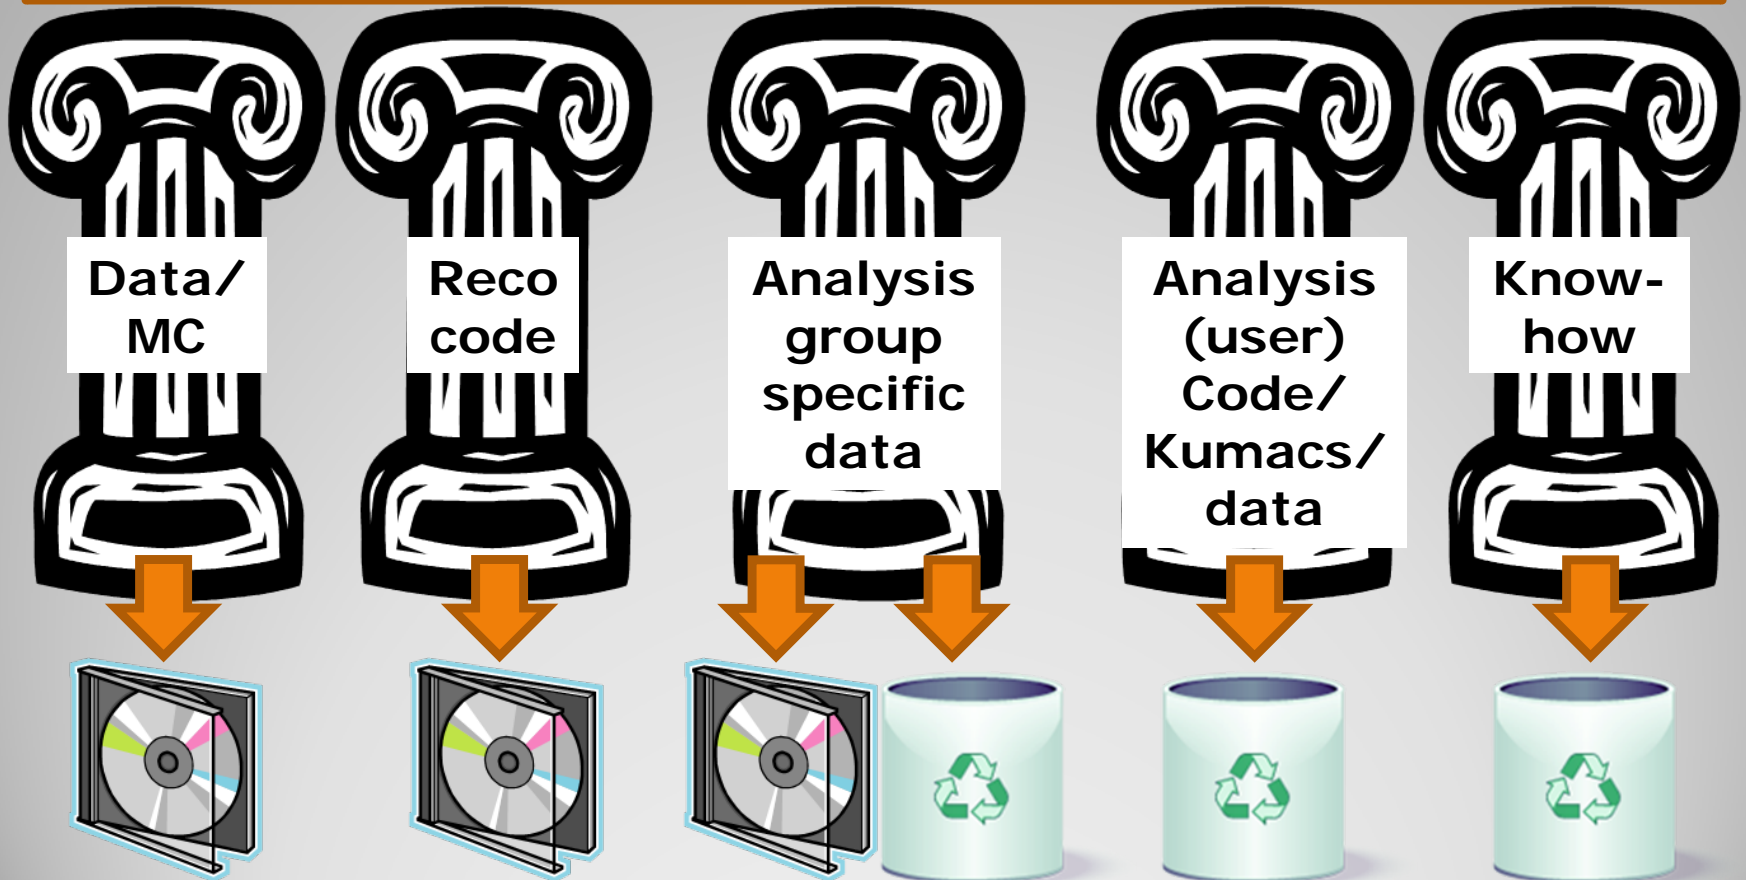 Data/
MC
Reco
code
Analysis
group
specific
data
Analysis
(user)
Code/
Kumacs/
data
Know-
how